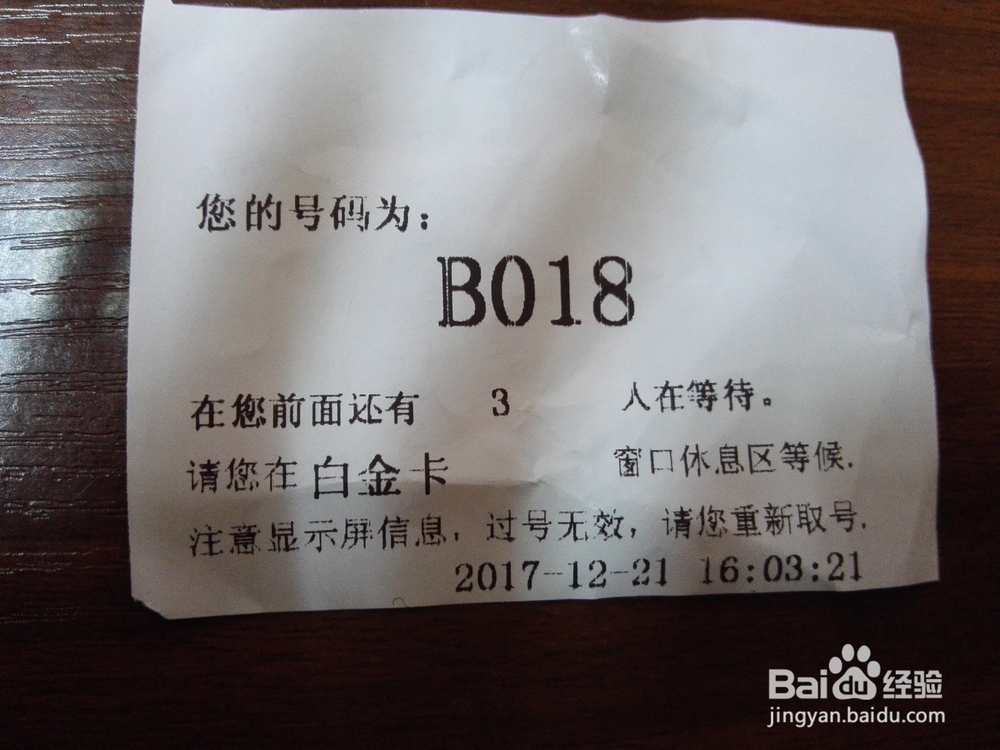 您的号码为：
B018
在您前面还有 3 人在等待。
请您在 白金卡 窗口休息区等候.
注意显示屏信息，过号无效，请您重新取号.
2017-12-21 16:03:21
Bai du 经验
jingyan.baidu.com